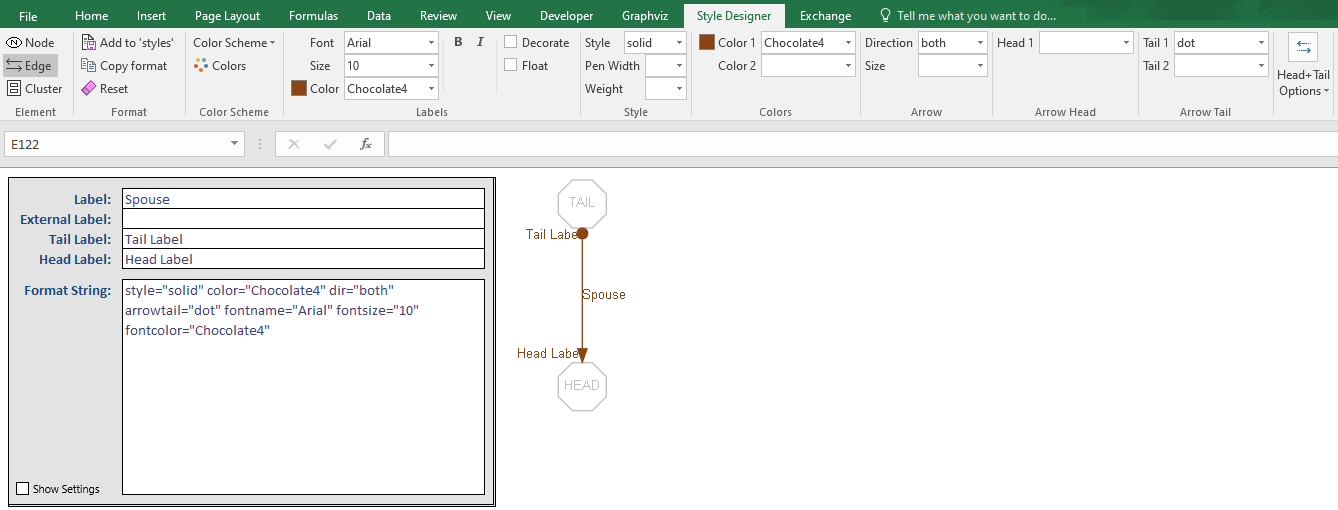 File Home Insert Page Layout Formulas Data Review View Developer Graphviz Style Designer Exchange Tell me what you want to do...
Node Add to 'styles' Color Scheme Font Arial B I Decorate Style solid Color 1 Chocolate4 Direction both Head 1 Tail 1 dot
Edge Copy format Colors Size 10 Float Pen Width Color 2 Size Tail 2 Head+Tail
Cluster Reset Color Chocolate4 Weight Options
Element Format Color Scheme Labels Style Colors Arrow Arrow Head Arrow Tail
E122 fx
Label: Spouse
External Label:
Tail Label: Tail Label
Head Label: Head Label
Format String: style="solid" color="Chocolate4" dir="both"
arrowtail="dot" fontname="Arial" fontsize="10"
fontcolor="Chocolate4"
Show Settings
TAIL
Tail Label
Spouse
Head Label
HEAD